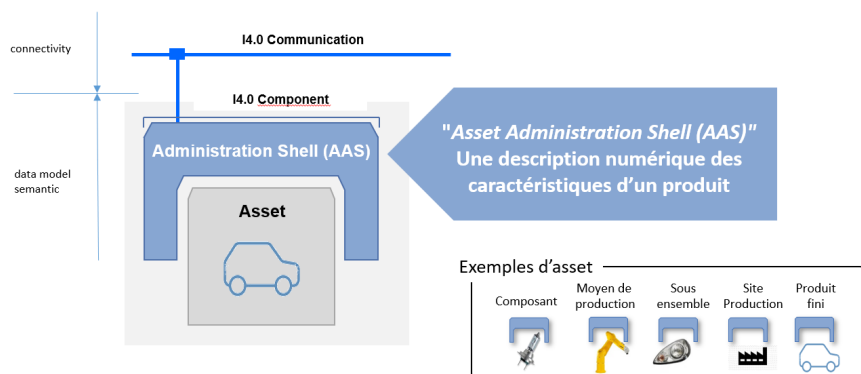 I4.0 Communication
connectivity
I4.0 Component
"Asset Administration Shell (AAS)"
Une description numérique des
caractéristiques d'un produit
Administration Shell (AAS)
data model
semantic
Asset
Exemples d'asset
Composant
Moyen de
production
Sous
ensemble
Site
Production
Produit
fini